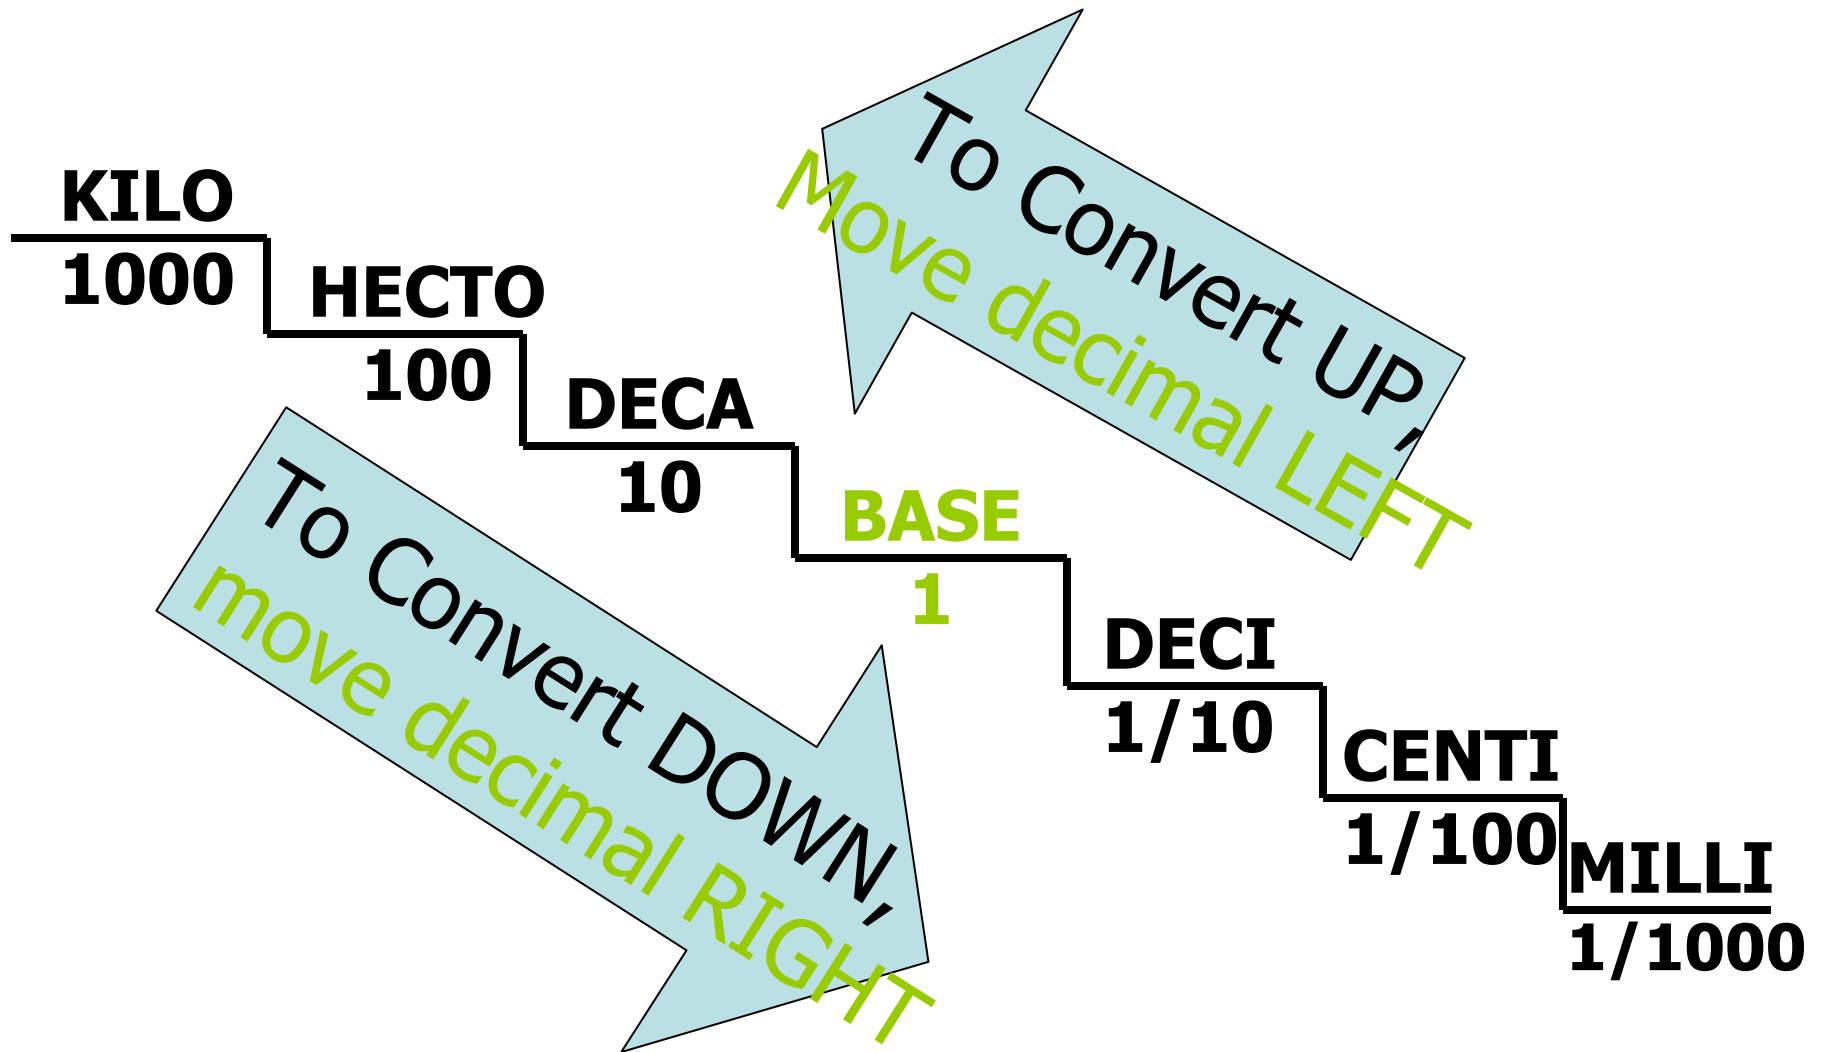 To Convert UP,
Move decimal LEFT
KILO
1000
HECTO
100
DECA
10
BASE
1
DECI
1/10
CENTI
1/100
MILLI
1/1000
To Convert DOWN,
move decimal RIGHT